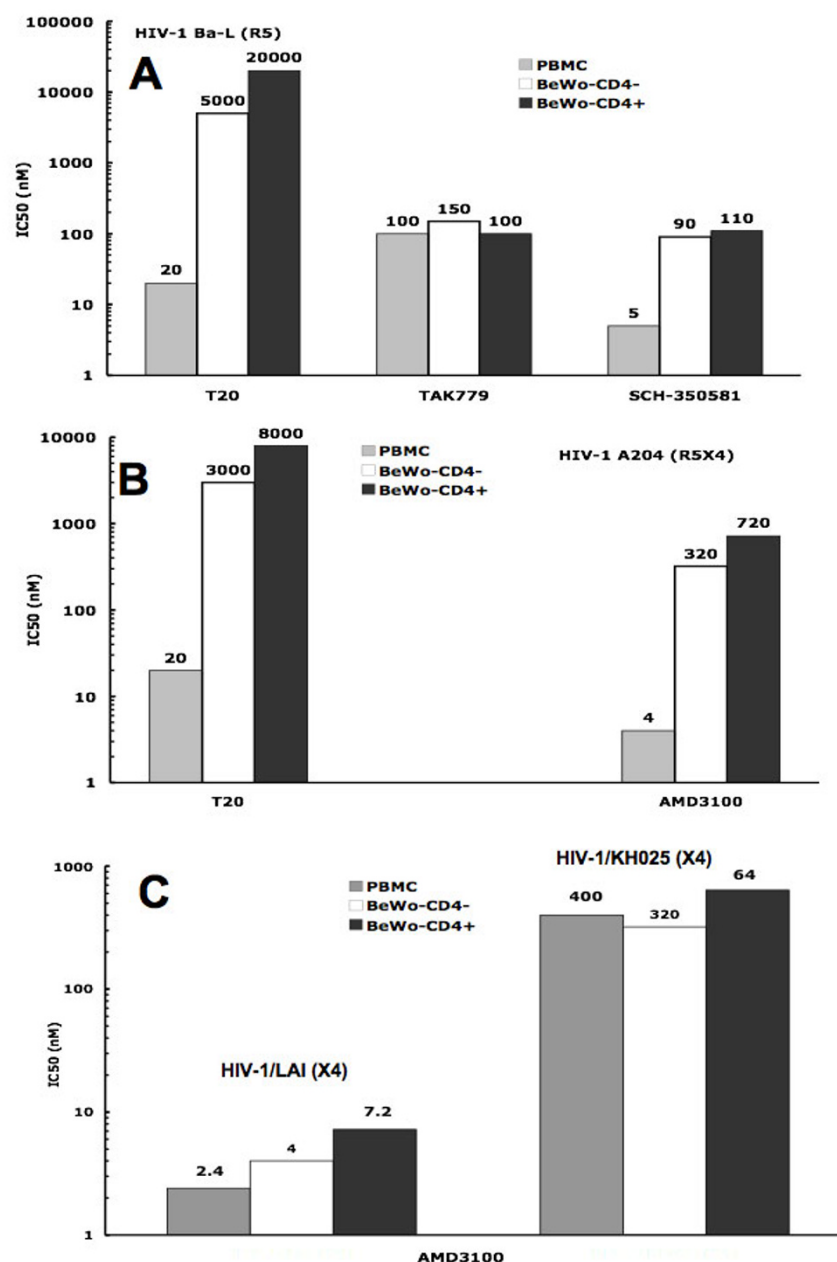 HIV-1 Ba-L (R5)
A
PBMC
BeWo-CD4-
BeWo-CD4+
IC50 (nM)
100000
10000
1000
100
10
1
20
5000
20000
100
150
100
5
90
110
T20
TAK779
SCH-350581
B
PBMC
BeWo-CD4-
BeWo-CD4+
HIV-1 A204 (R5X4)
IC50 (nM)
10000
1000
100
10
1
20
3000
8000
4
320
720
T20
AMD3100
C
PBMC
BeWo-CD4-
BeWo-CD4+
HIV-1/KH025 (X4)
IC50 (nM)
1000
100
10
1
HIV-1/LAI (X4)
2.4
4
7.2
400
320
64
AMD3100